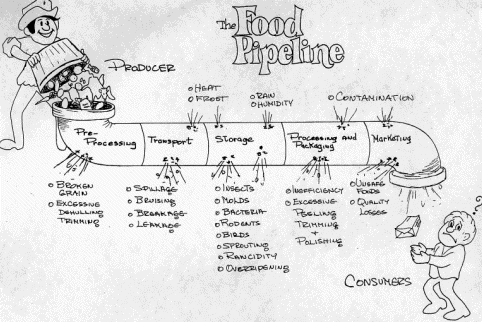 The Food
Pipeline
PRODUCER
o HEAT
o FROST
o RAIN
o HUMIDITY
o CONTAMINATION
Pre-
Processing
Transport
Storage
Processing and
Packaging
Marketing
o BROKEN
GRAIN
o EXCESSIVE
DEHULLING
TRIMMING
o SPILLAGE
o BRUISING
o BREAKAGE
o LEAKAGE
o INSECTS
o MOLDS
o BACTERIA
o RODENTS
o BIRDS
o SPROUTING
o RANCIDITY
o OVERRIPENING
o INEFFICIENCY
o EXCESSIVE
PEELING
TRIMMING
+
POLISHING
o UNSAFE
FOODS
o QUALITY
LOSSES
?
CONSUMERS